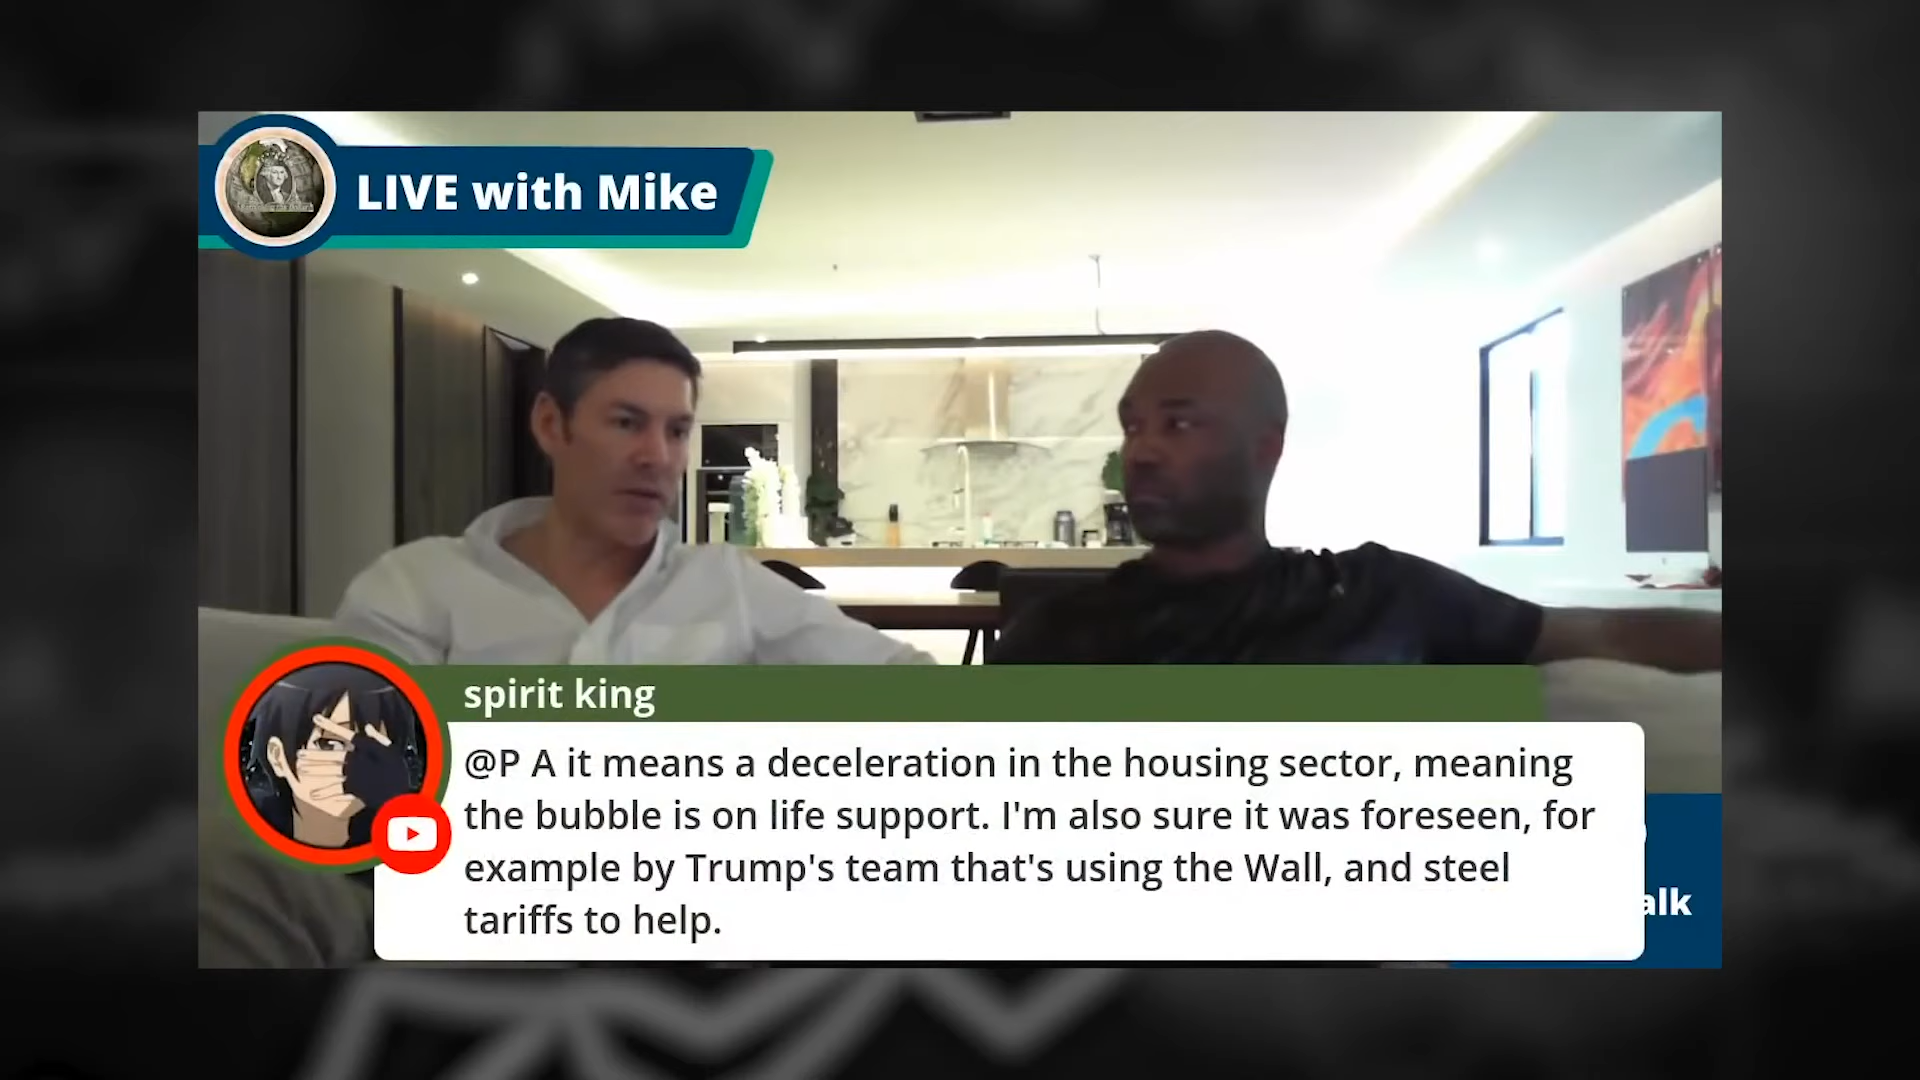 LIVE with Mike
spirit king
@P A it means a deceleration in the housing sector, meaning
the bubble is on life support. I'm also sure it was foreseen, for
example by Trump's team that's using the Wall, and steel
tariffs to help.
alk